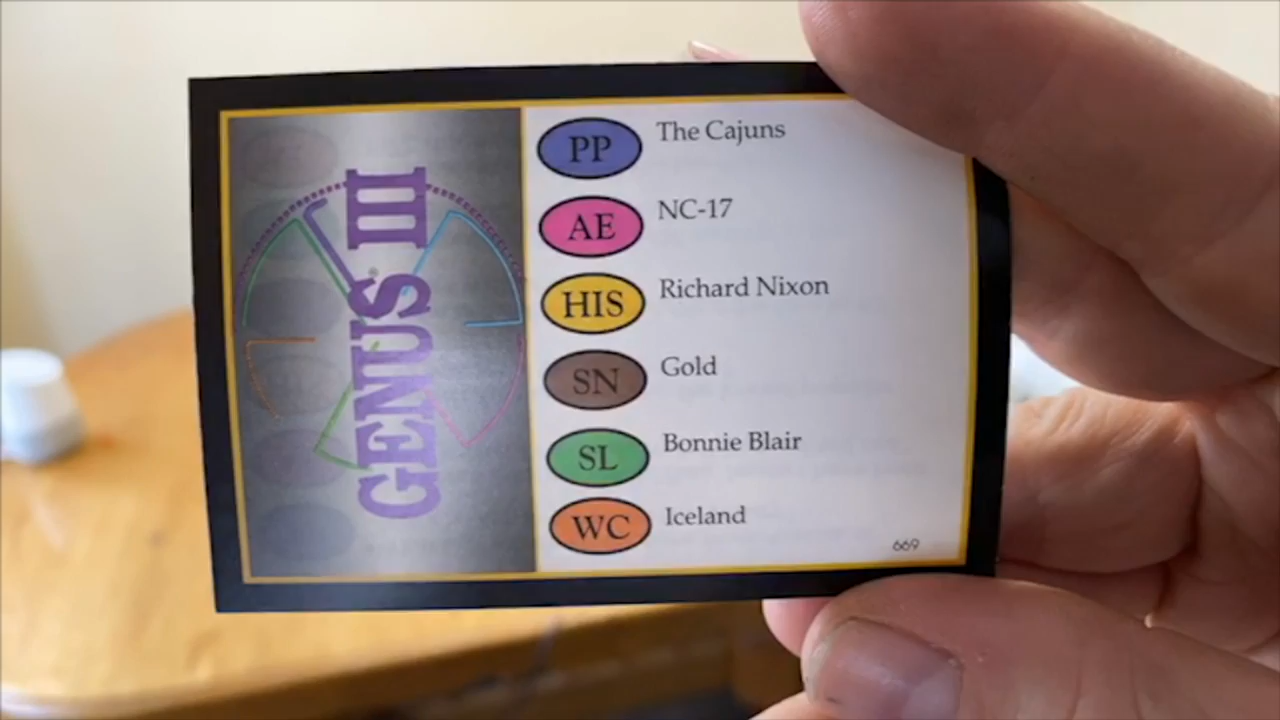 GENUS III
PP The Cajuns
AE NC-17
HIS Richard Nixon
SN Gold
SL Bonnie Blair
WC Iceland
669